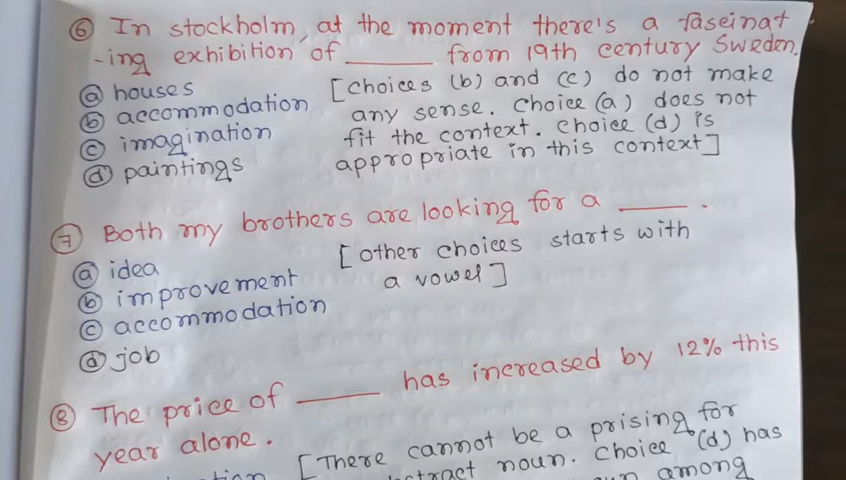 ⑥ In stockholm, at the moment there's a fascinat
-ing exhibition of ______ from 19th century Sweden.
ⓐ houses
ⓑ accommodation
ⓒ imagination
ⓓ paintings
[choices (b) and (c) do not make
any sense. choice (a) does not
fit the context. choice (d) is
appropriate in this context]
⑦ Both my brothers are looking for a ______.
ⓐ idea
ⓑ improvement
ⓒ accommodation
ⓓ job
[other choices starts with
a vowel]
⑧ The price of ______ has increased by 12% this
year alone.
[There cannot be a prising for
noun. choice (d) has
among